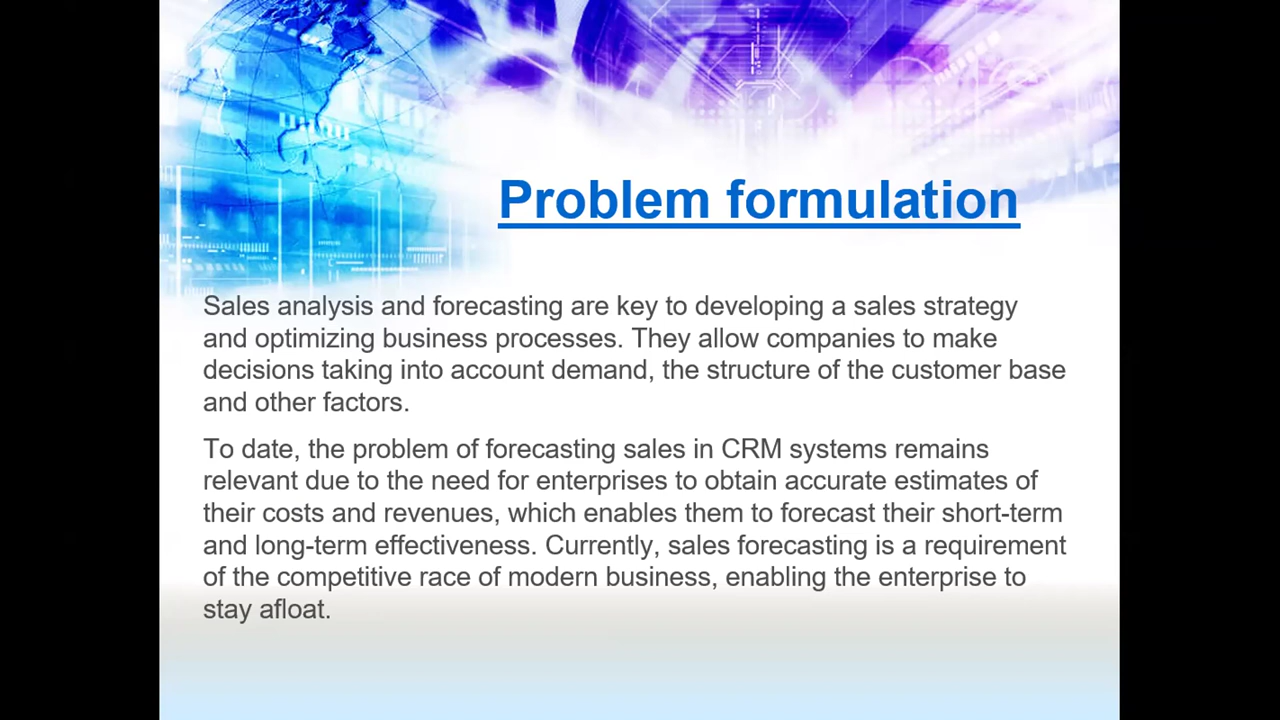 Problem formulation
Sales analysis and forecasting are key to developing a sales strategy
and optimizing business processes. They allow companies to make
decisions taking into account demand, the structure of the customer base
and other factors.
To date, the problem of forecasting sales in CRM systems remains
relevant due to the need for enterprises to obtain accurate estimates of
their costs and revenues, which enables them to forecast their short-term
and long-term effectiveness. Currently, sales forecasting is a requirement
of the competitive race of modern business, enabling the enterprise to
stay afloat.